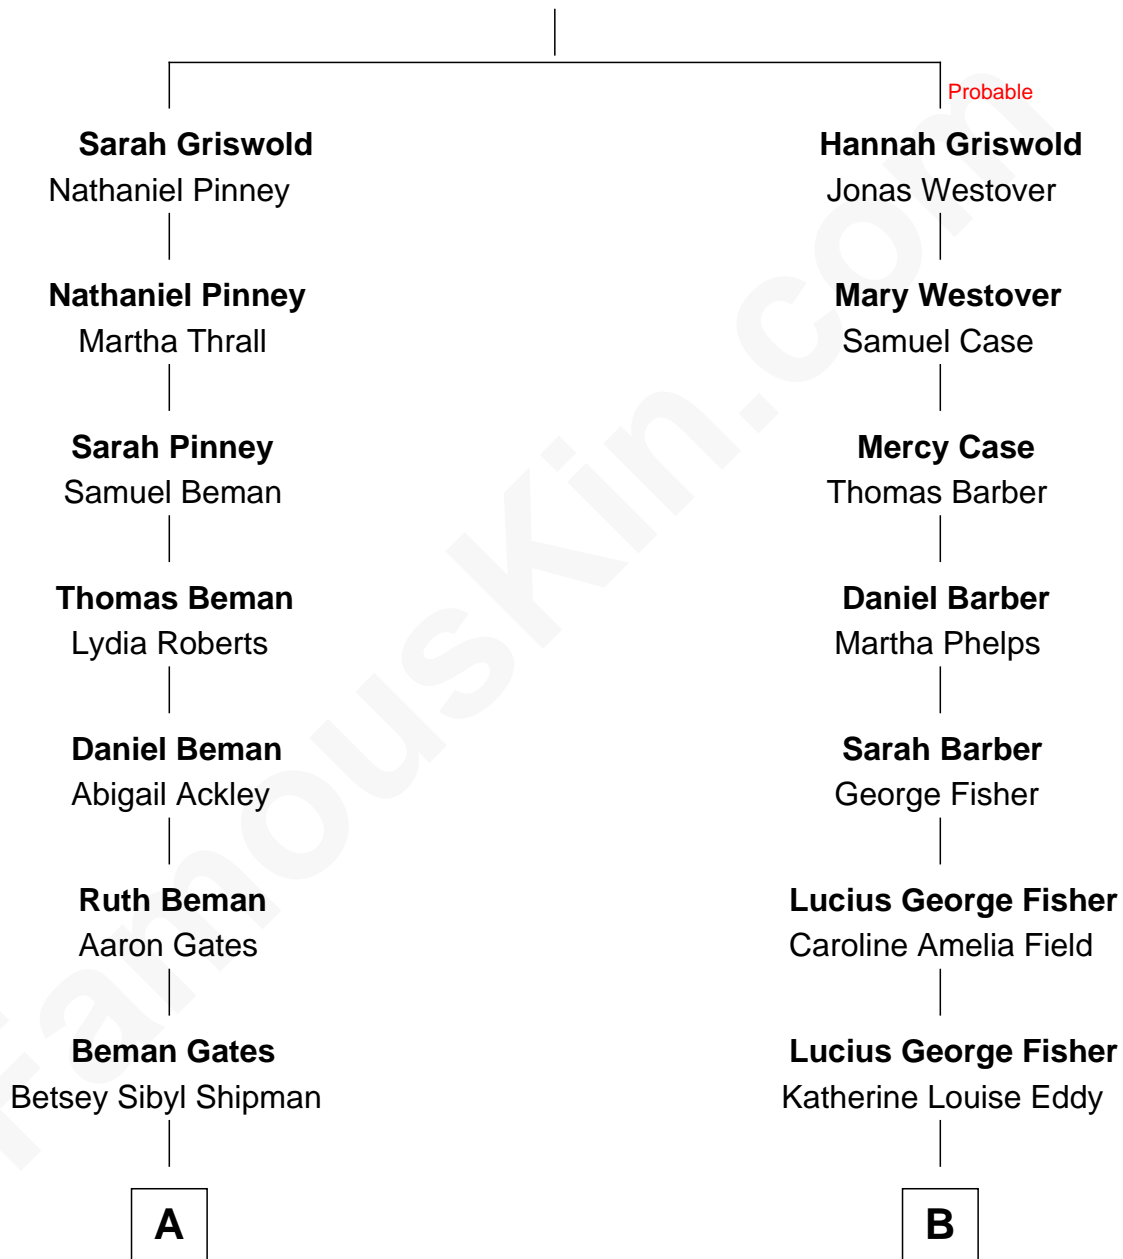 Probable
Sarah Griswold
Nathaniel Pinney
Hannah Griswold
Jonas Westover
Nathaniel Pinney
Martha Thrall
Mary Westover
Samuel Case
Sarah Pinney
Samuel Beman
Mercy Case
Thomas Barber
Thomas Beman
Lydia Roberts
Daniel Barber
Martha Phelps
Daniel Beman
Abigail Ackley
Sarah Barber
George Fisher
Ruth Beman
Aaron Gates
Lucius George Fisher
Caroline Amelia Field
Beman Gates
Betsey Sibyl Shipman
Lucius George Fisher
Katherine Louise Eddy
A
B
FamousKin.com